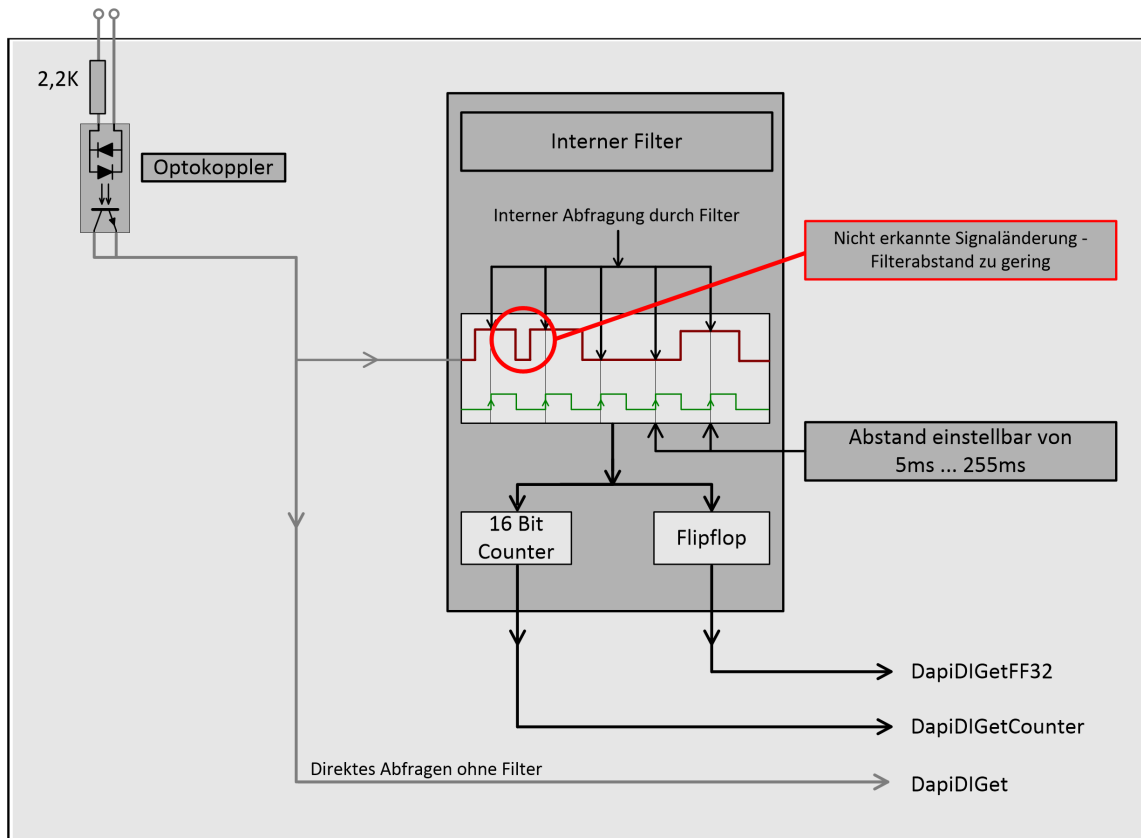 2,2K
Optokoppler
Interner Filter
Interner Abfragung durch Filter
Nicht erkannte Signaländerung -
Filterabstand zu gering
Abstand einstellbar von
5ms ... 255ms
16 Bit
Counter
Flipflop
DapiDIGetFF32
DapiDIGetCounter
Direktes Abfragen ohne Filter
DapiDIGet